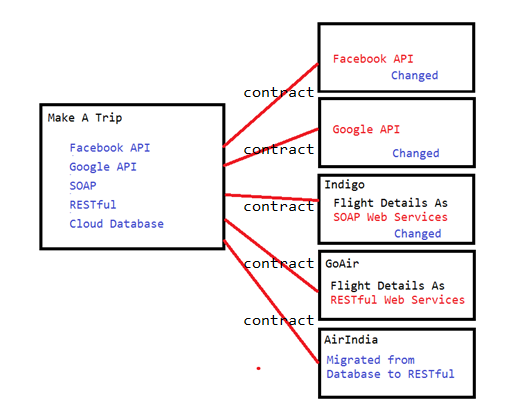 Make A Trip
Facebook API
Google API
SOAP
RESTful
Cloud Database
contract
contract
contract
contract
contract
Facebook API
Changed
Google API
Changed
Indigo
Flight Details As
SOAP Web Services
Changed
GoAir
Flight Details As
RESTful Web Services
AirIndia
Migrated from
Database to RESTful